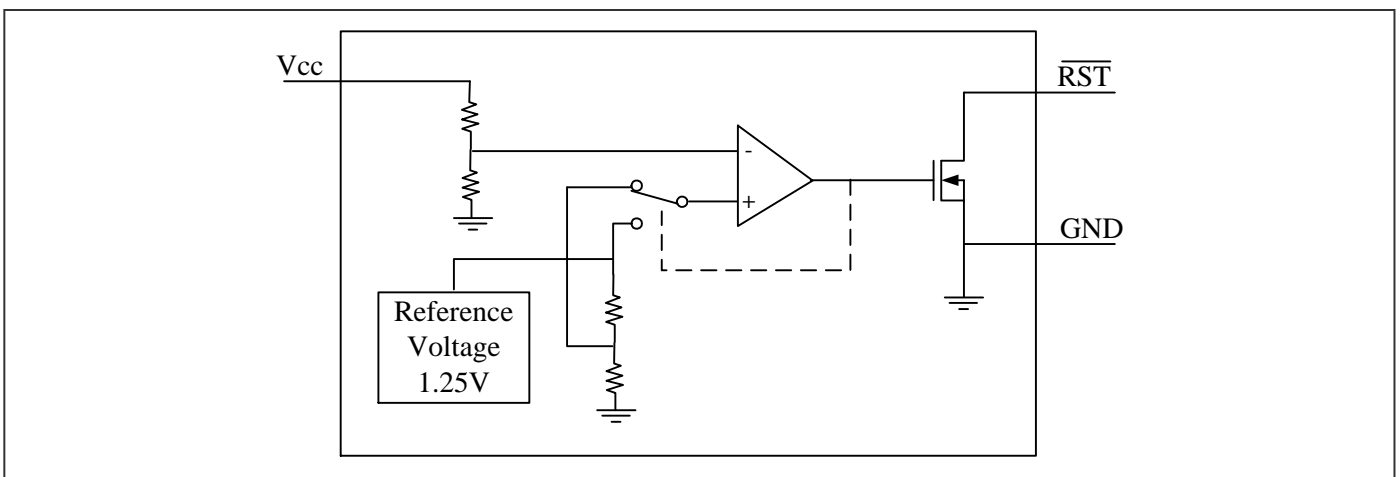 Vcc
RST
-
+
GND
Reference
Voltage
1.25V